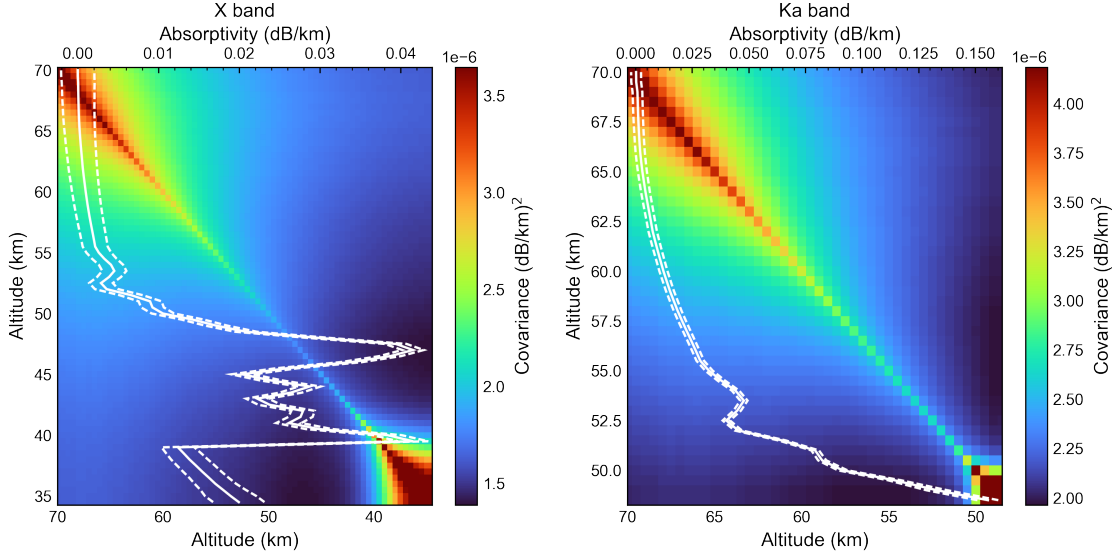 X band
Absorptivity (dB/km)
0.00 0.01 0.02 0.03 0.04
70
65
60
55
50
45
40
35
Altitude (km)
70 60 50 40
Altitude (km)
1e−6
3.5
3.0
2.5
2.0
1.5
Covariance (dB/km)²
Ka band
Absorptivity (dB/km)
0.000 0.025 0.050 0.075 0.100 0.125 0.150
70.0
67.5
65.0
62.5
60.0
57.5
55.0
52.5
50.0
Altitude (km)
70 65 60 55 50
Altitude (km)
1e−6
4.00
3.75
3.50
3.25
3.00
2.75
2.50
2.25
2.00
Covariance (dB/km)²